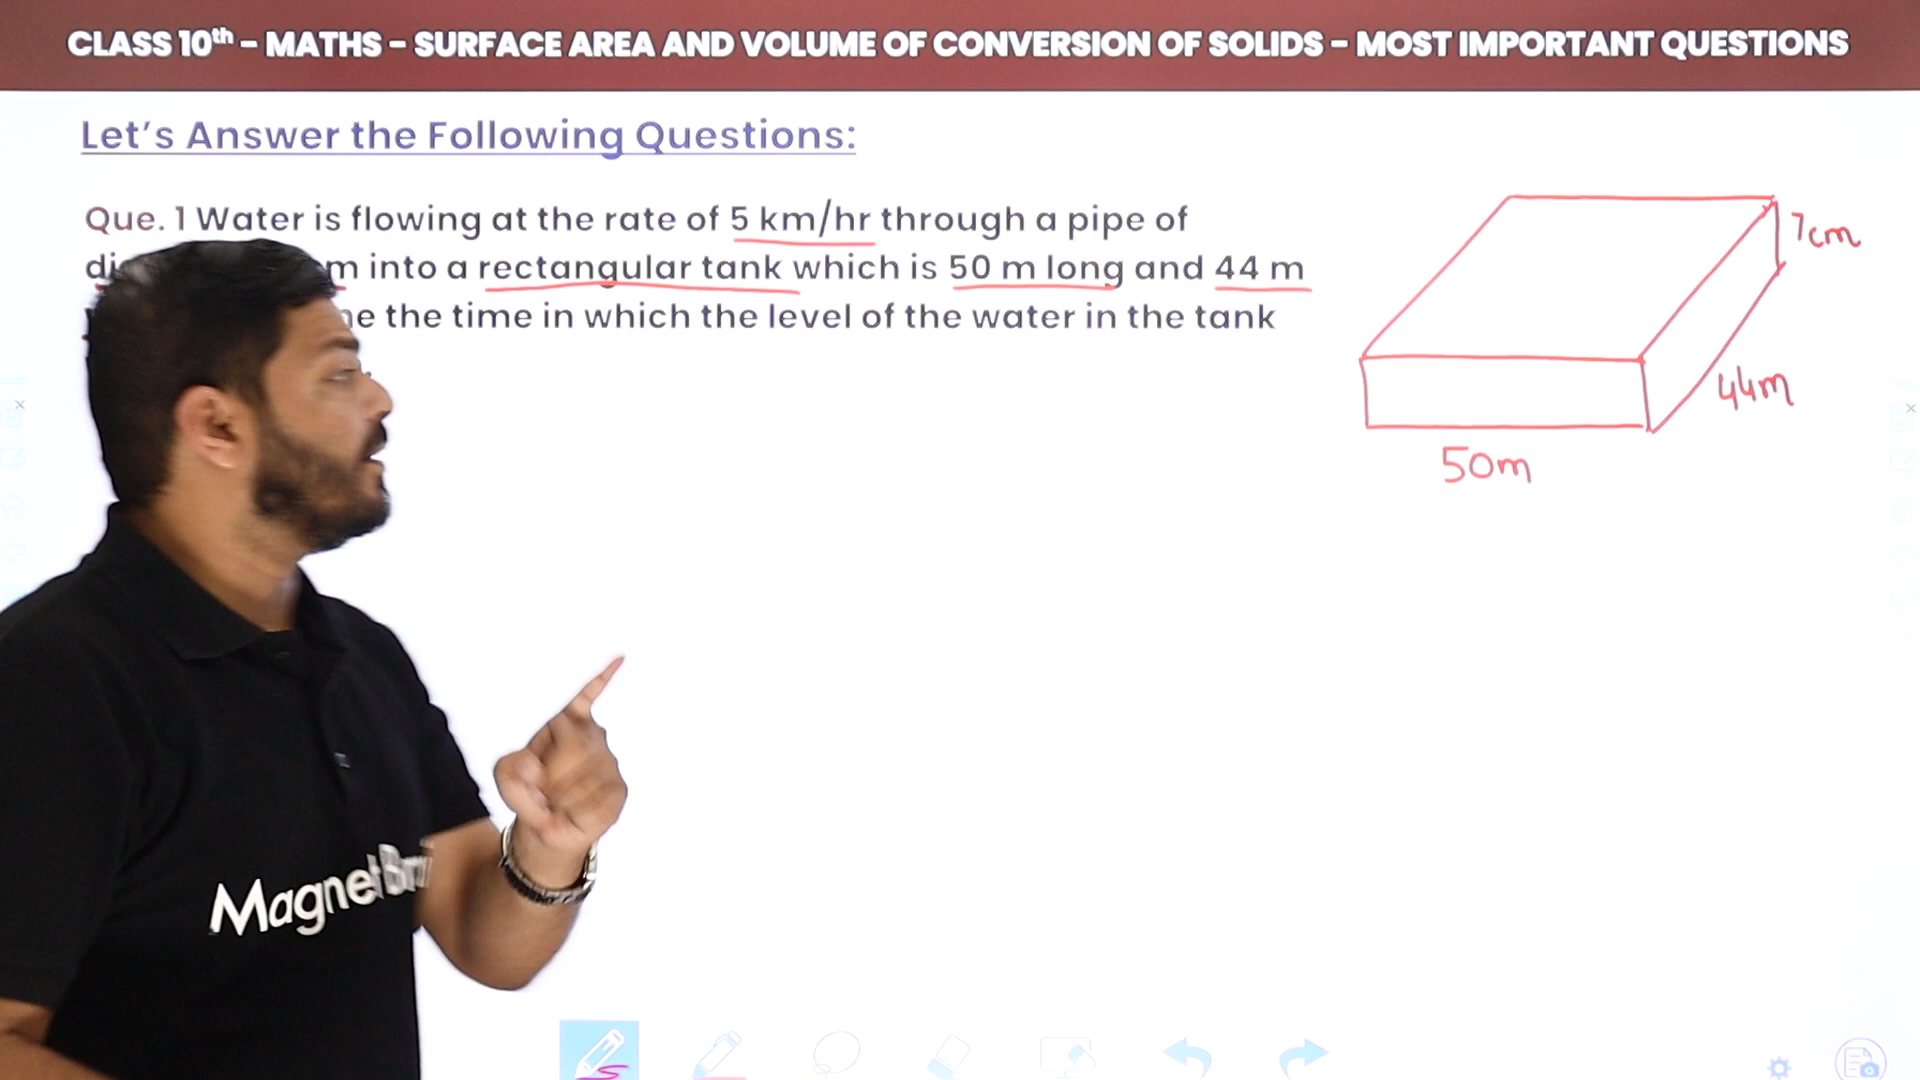 CLASS 10th – MATHS – SURFACE AREA AND VOLUME OF CONVERSION OF SOLIDS – MOST IMPORTANT QUESTIONS
Let's Answer the Following Questions:
Que. 1 Water is flowing at the rate of 5 km/hr through a pipe of
di m into a rectangular tank which is 50 m long and 44 m
e the time in which the level of the water in the tank
7cm
44m
50m
Magnet